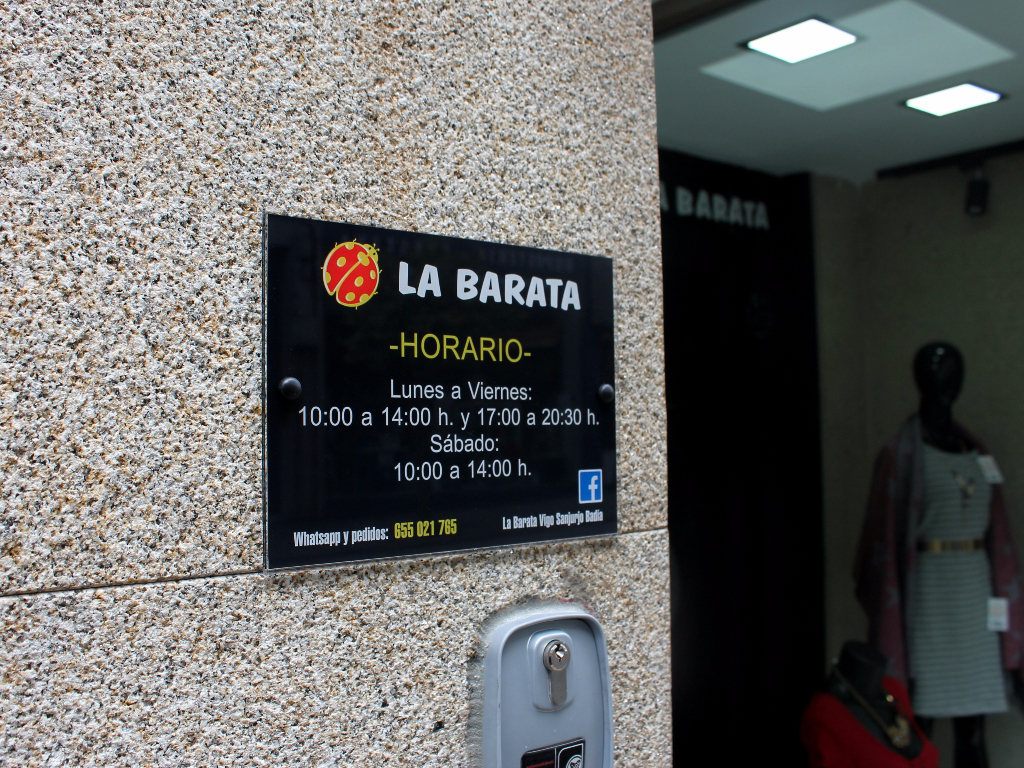 LA BARATA
-HORARIO-
Lunes a Viernes:
10:00 a 14:00 h. y 17:00 a 20:30 h.
Sábado:
10:00 a 14:00 h.
f
Whatsapp y pedidos: 655 021 765
La Barata Vigo Sanjurjo Badia
A BARATA